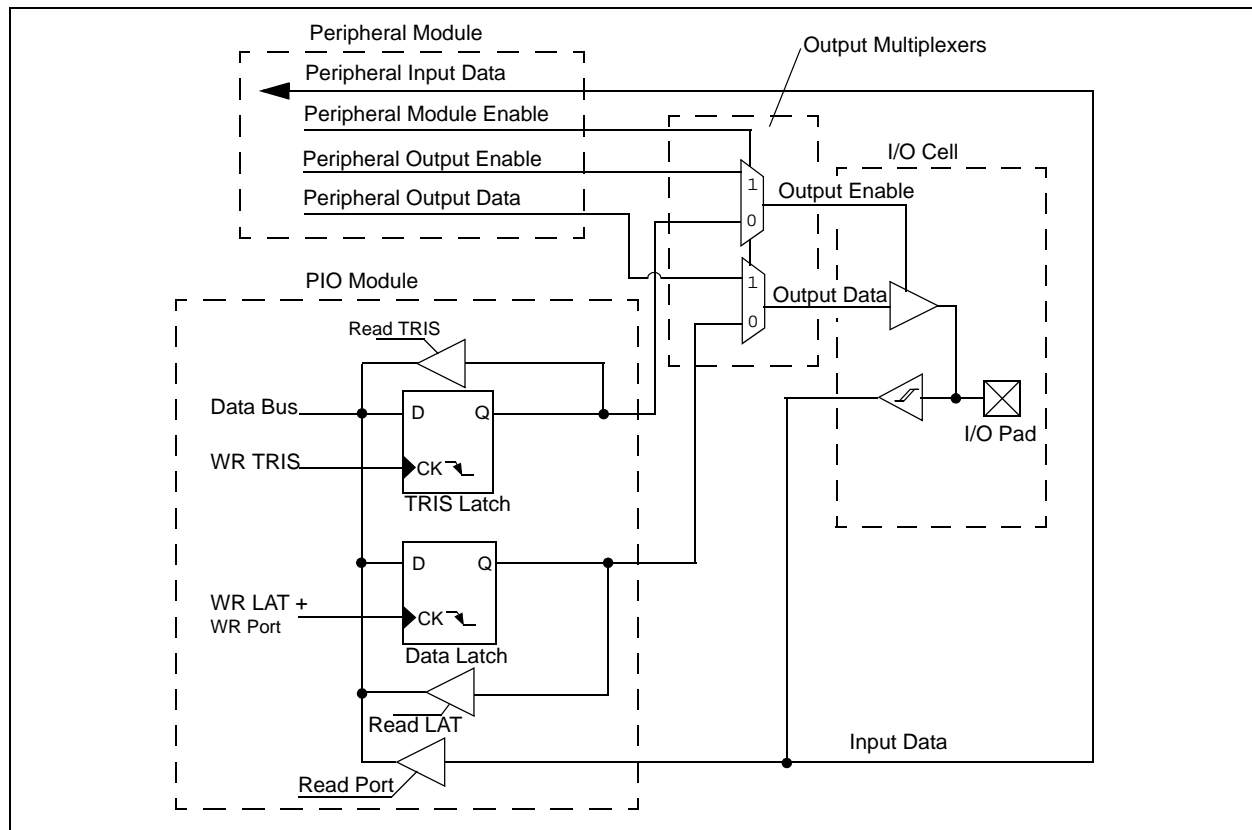 Peripheral Module
Output Multiplexers
Peripheral Input Data
Peripheral Module Enable
I/O Cell
Peripheral Output Enable
1
Output Enable
Peripheral Output Data
0
PIO Module
1
Output Data
0
Read TRIS
Data Bus
D
Q
I/O Pad
WR TRIS
CK
TRIS Latch
D
Q
WR LAT +
WR Port
CK
Data Latch
Read LAT
Input Data
Read Port